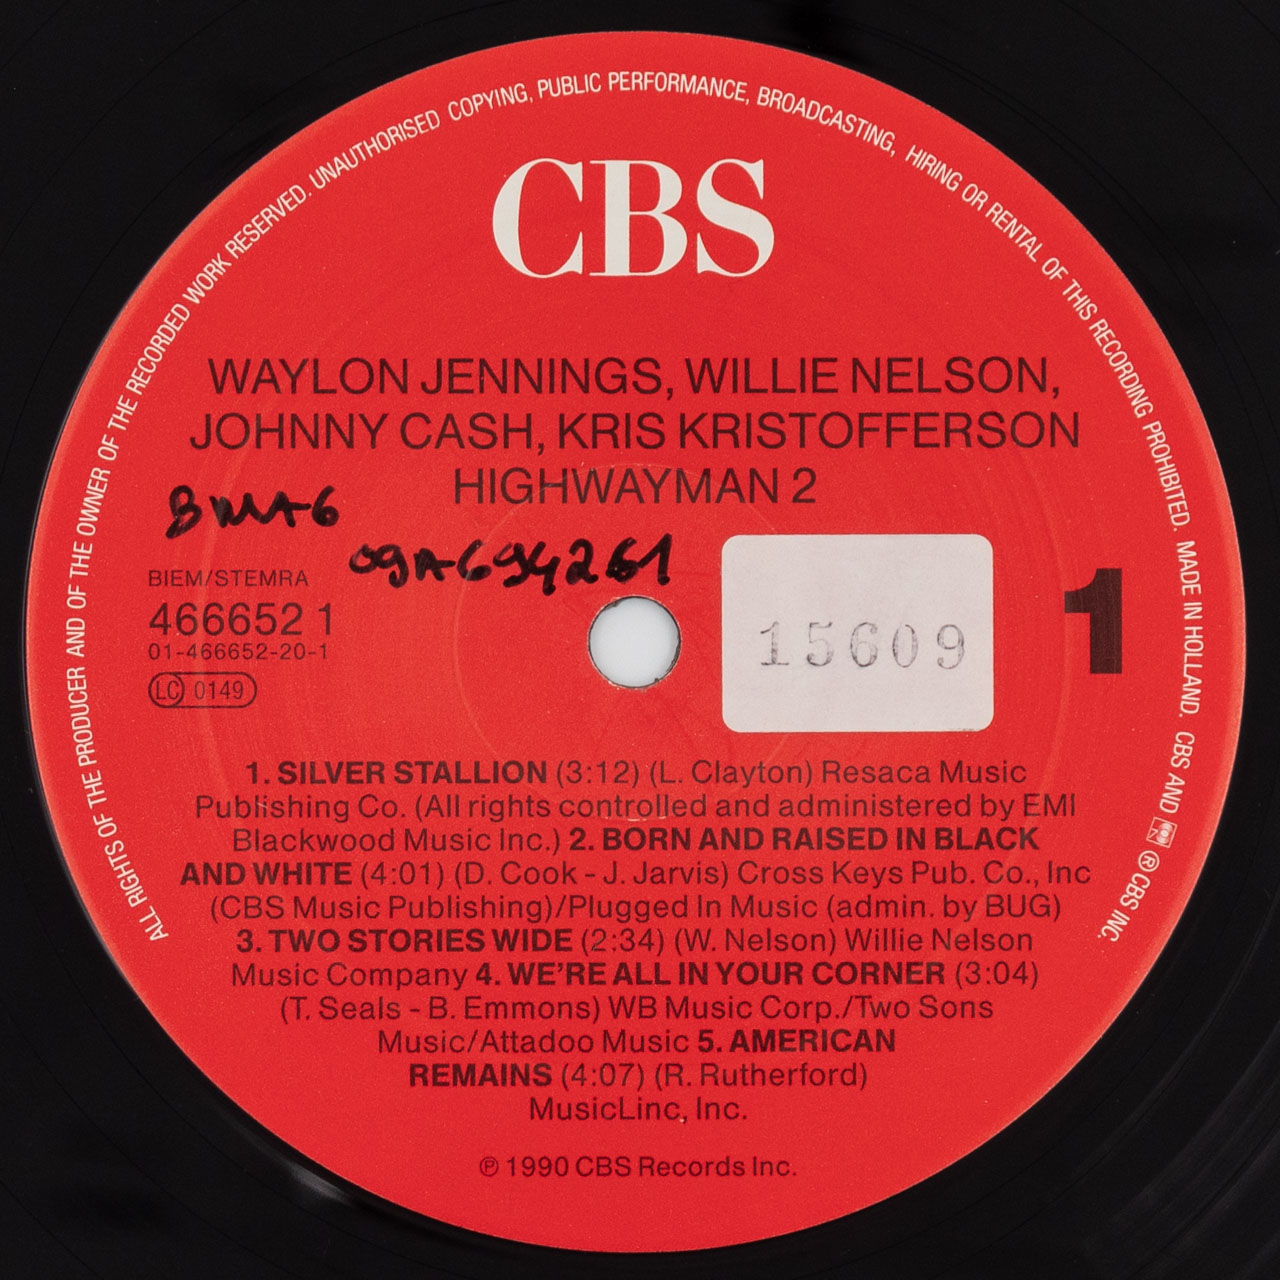 ALL RIGHTS OF THE PRODUCER AND OF THE OWNER OF THE RECORDED WORK RESERVED. UNAUTHORISED COPYING, PUBLIC PERFORMANCE, BROADCASTING, HIRING OR RENTAL OF THIS RECORDING PROHIBITED. MADE IN HOLLAND. CBS AND ® CBS INC.
CBS
WAYLON JENNINGS, WILLIE NELSON,
JOHNNY CASH, KRIS KRISTOFFERSON
HIGHWAYMAN 2
09A694261
BIEM/STEMRA
466652 1
01-466652-20-1
LC 0149
15609
1
1. SILVER STALLION (3:12) (L. Clayton) Resaca Music
Publishing Co. (All rights controlled and administered by EMI
Blackwood Music Inc.) 2. BORN AND RAISED IN BLACK
AND WHITE (4:01) (D. Cook - J. Jarvis) Cross Keys Pub. Co., Inc
(CBS Music Publishing)/Plugged In Music (admin. by BUG)
3. TWO STORIES WIDE (2:34) (W. Nelson) Willie Nelson
Music Company 4. WE'RE ALL IN YOUR CORNER (3:04)
(T. Seals - B. Emmons) WB Music Corp./Two Sons
Music/Attadoo Music 5. AMERICAN
REMAINS (4:07) (R. Rutherford)
MusicLinc, Inc.
℗ 1990 CBS Records Inc.